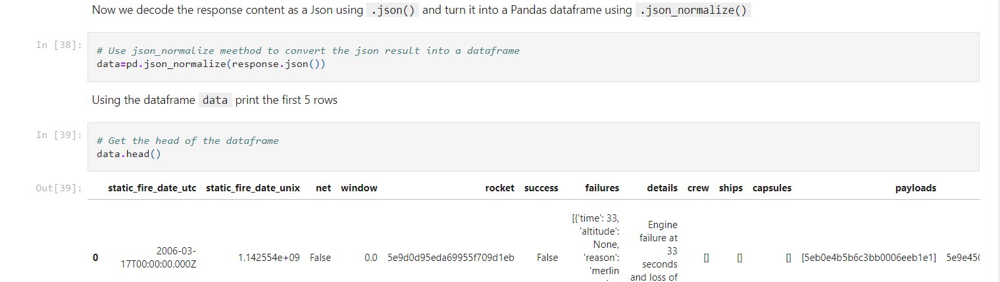 Now we decode the response content as a Json using .json() and turn it into a Pandas dataframe using .json_normalize()
In [38]:
# Use json_normalize meethod to convert the json result into a dataframe
data=pd.json_normalize(response.json())
Using the dataframe data print the first 5 rows
In [39]:
# Get the head of the dataframe
data.head()
Out[39]:
static_fire_date_utc static_fire_date_unix net window rocket success failures details crew ships capsules payloads
0
2006-03-
17T00:00:00.000Z
1.142554e+09 False 0.0 5e9d0d95eda69955f709d1eb False
[{'time': 33,
'altitude':
None,
'reason':
'merlin
Engine
failure at
33
seconds
and loss of
[] [] [] [5eb0e4b5b6c3bb0006eeb1e1] 5e9e450